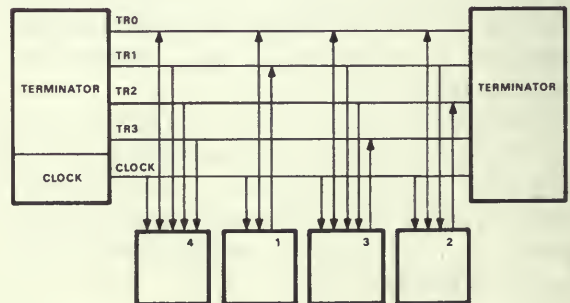 TR0
TR1
TERMINATOR
TERMINATOR
TR2
TR3
CLOCK
CLOCK
4
1
3
2